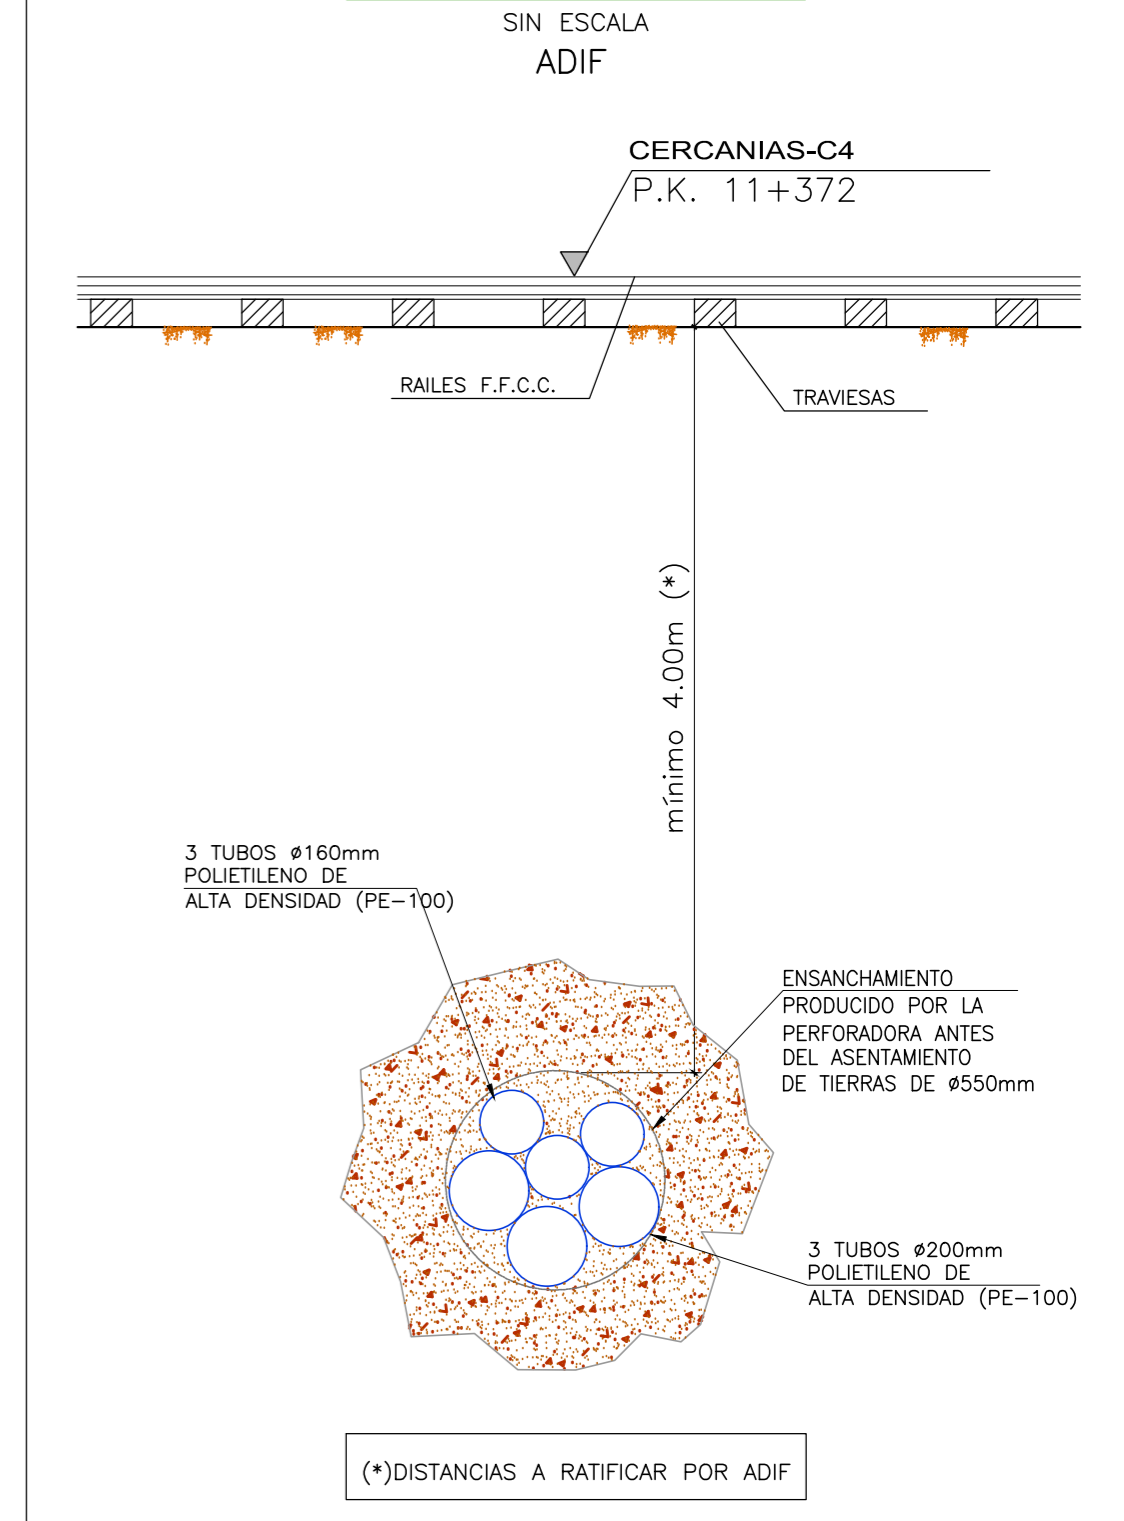 SIN ESCALA
ADIF
CERCANIAS-C4
P.K. 11+372
RAILES F.F.C.C.
TRAVIESAS
mínimo 4.00m (*)
3 TUBOS ø160mm
POLIETILENO DE
ALTA DENSIDAD (PE-100)
ENSANCHAMIENTO
PRODUCIDO POR LA
PERFORADORA ANTES
DEL ASENTAMIENTO
DE TIERRAS DE ø550mm
3 TUBOS ø200mm
POLIETILENO DE
ALTA DENSIDAD (PE-100)
(*)DISTANCIAS A RATIFICAR POR ADIF